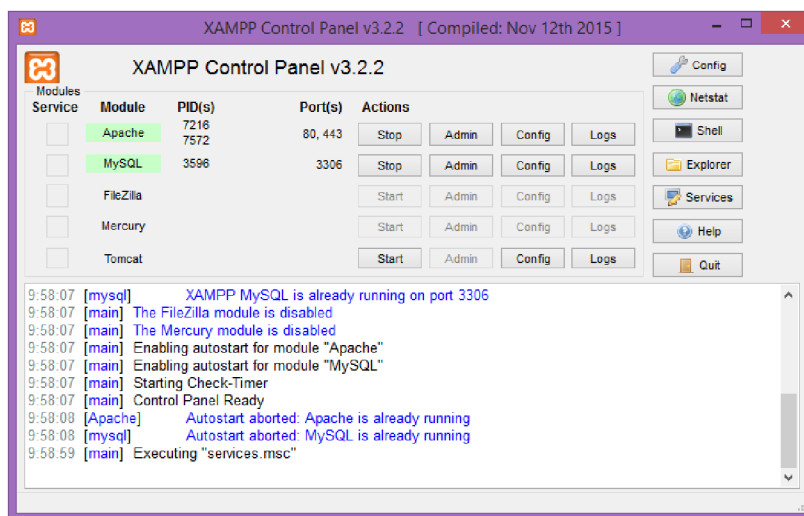 XAMPP Control Panel v3.2.2 [ Compiled: Nov 12th 2015 ]
XAMPP Control Panel v3.2.2
Config
Modules
Service Module PID(s) Port(s) Actions
Netstat
Apache 7216 7572 80, 443 Stop Admin Config Logs
Shell
MySQL 3596 3306 Stop Admin Config Logs
Explorer
FileZilla Start Admin Config Logs
Services
Mercury Start Admin Config Logs
Help
Tomcat Start Admin Config Logs
Quit
9:58:07 [mysql] XAMPP MySQL is already running on port 3306
9:58:07 [main] The FileZilla module is disabled
9:58:07 [main] The Mercury module is disabled
9:58:07 [main] Enabling autostart for module "Apache"
9:58:07 [main] Enabling autostart for module "MySQL"
9:58:07 [main] Starting Check-Timer
9:58:07 [main] Control Panel Ready
9:58:08 [Apache] Autostart aborted: Apache is already running
9:58:08 [mysql] Autostart aborted: MySQL is already running
9:58:59 [main] Executing "services.msc"